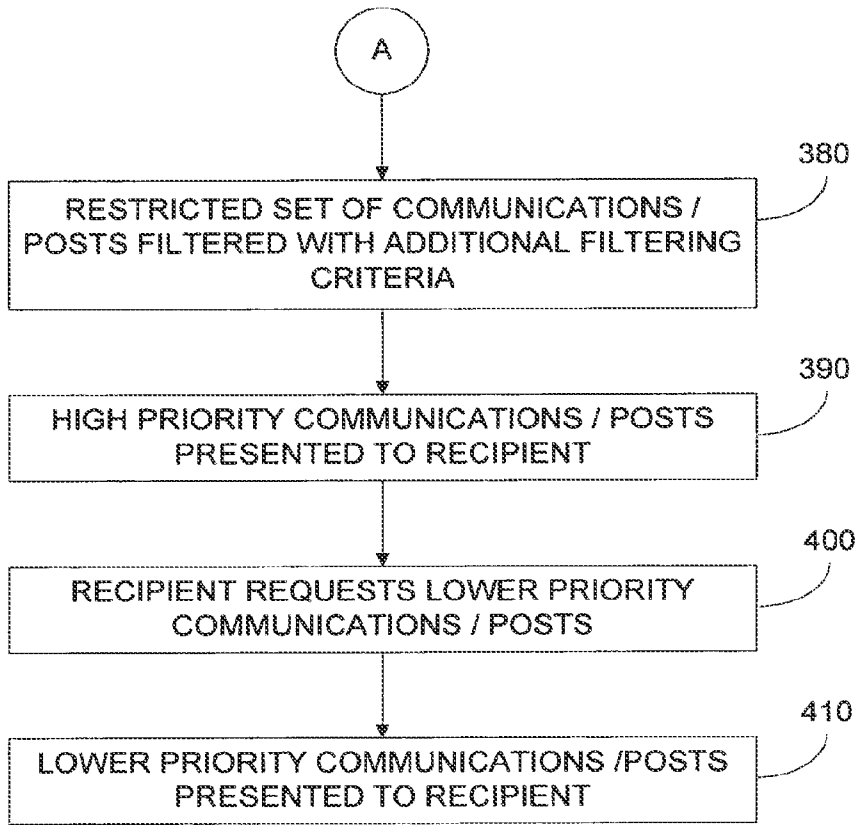 A
380
RESTRICTED SET OF COMMUNICATIONS /
POSTS FILTERED WITH ADDITIONAL FILTERING
CRITERIA
390
HIGH PRIORITY COMMUNICATIONS / POSTS
PRESENTED TO RECIPIENT
400
RECIPIENT REQUESTS LOWER PRIORITY
COMMUNICATIONS / POSTS
410
LOWER PRIORITY COMMUNICATIONS /POSTS
PRESENTED TO RECIPIENT